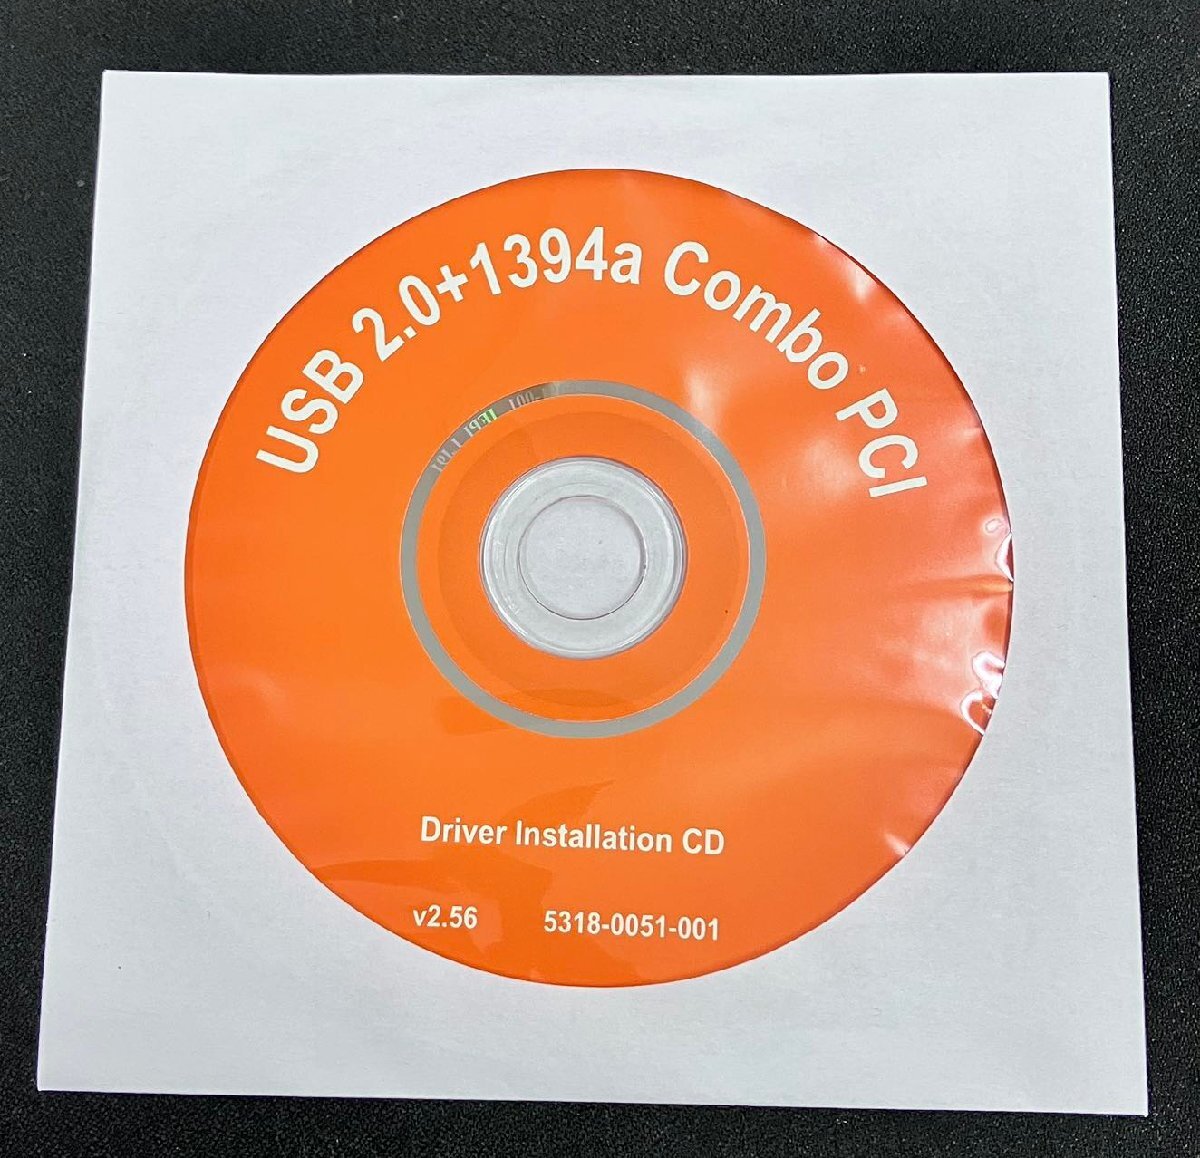 USB 2.0+1394a Combo PCI
Driver Installation CD
v2.56 5318-0051-001